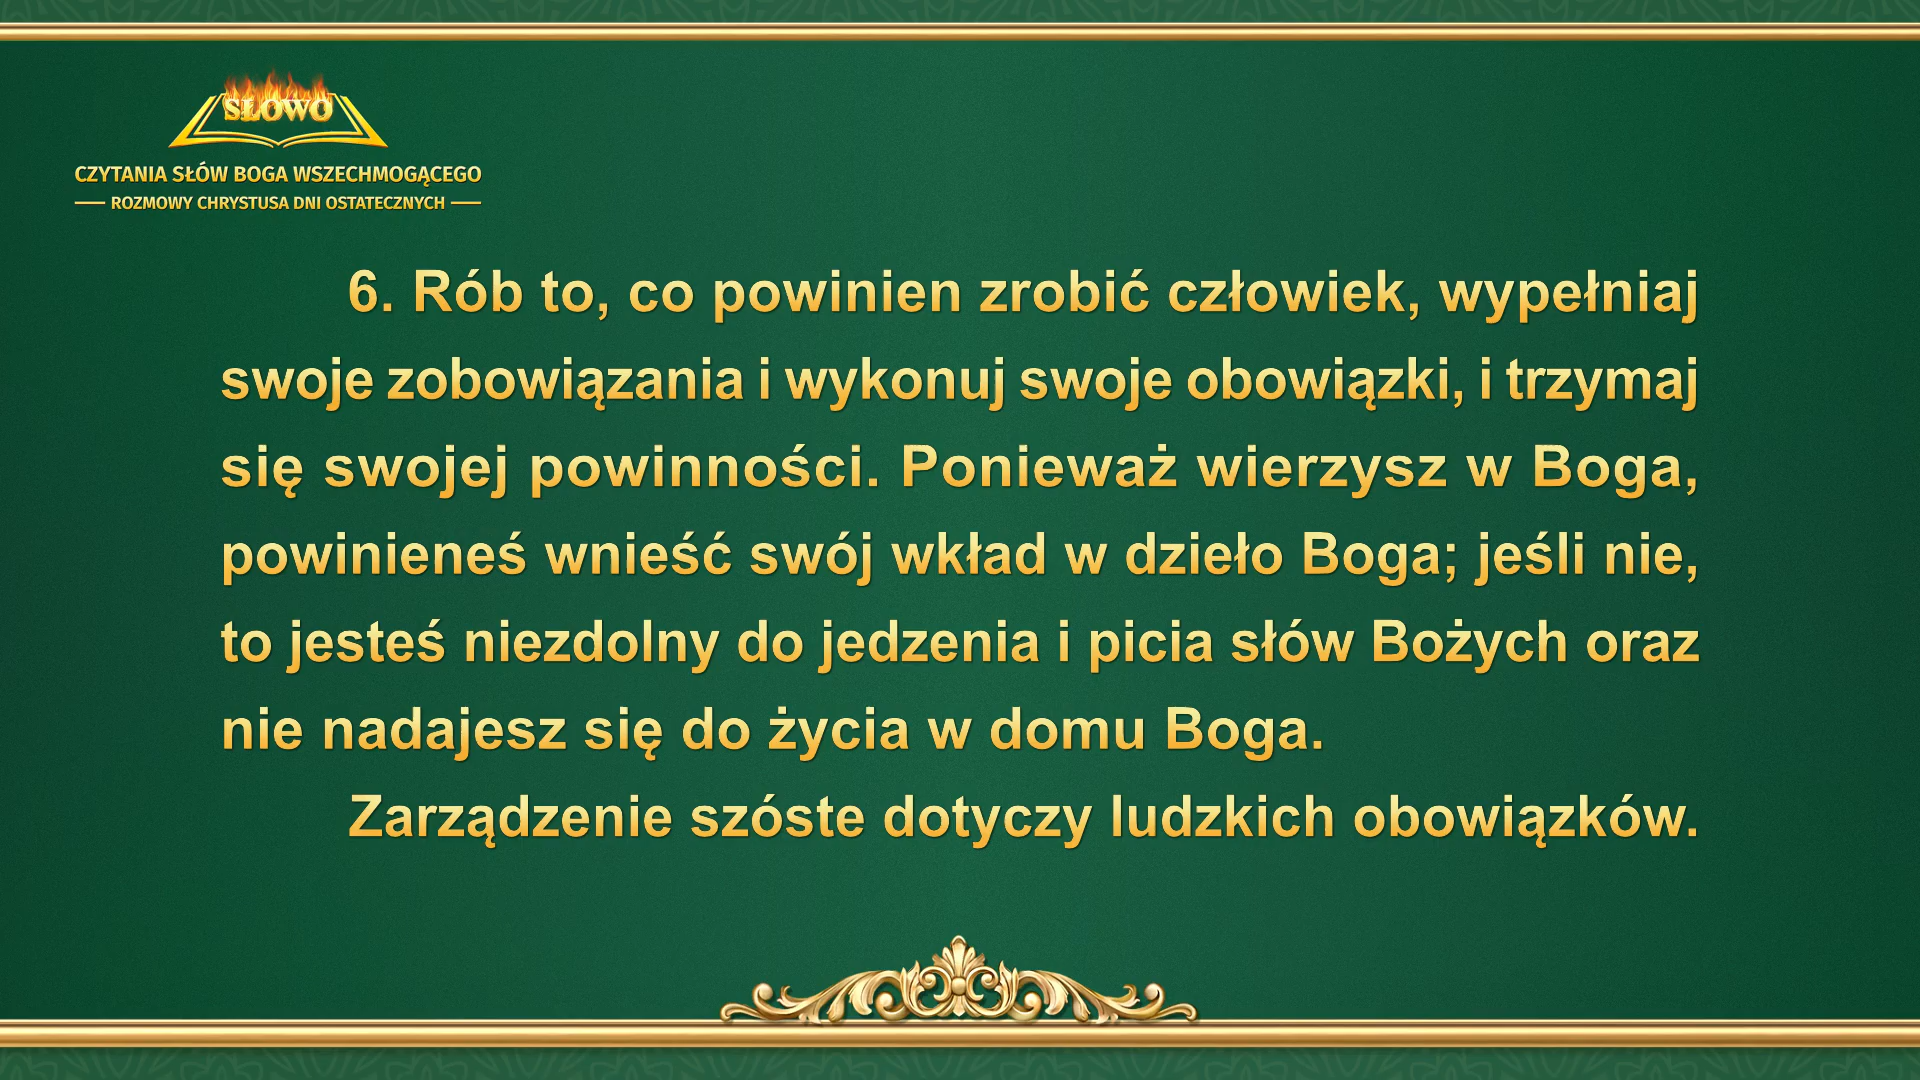 SŁOWO
CZYTANIA SŁÓW BOGA WSZECHMOGĄCEGO
ROZMOWY CHRYSTUSA DNI OSTATECZNYCH
6. Rób to, co powinien zrobić człowiek, wypełniaj
swoje zobowiązania i wykonuj swoje obowiązki, i trzymaj
się swojej powinności. Ponieważ wierzysz w Boga,
powinieneś wnieść swój wkład w dzieło Boga; jeśli nie,
to jesteś niezdolny do jedzenia i picia słów Bożych oraz
nie nadajesz się do życia w domu Boga.
Zarządzenie szóste dotyczy ludzkich obowiązków.